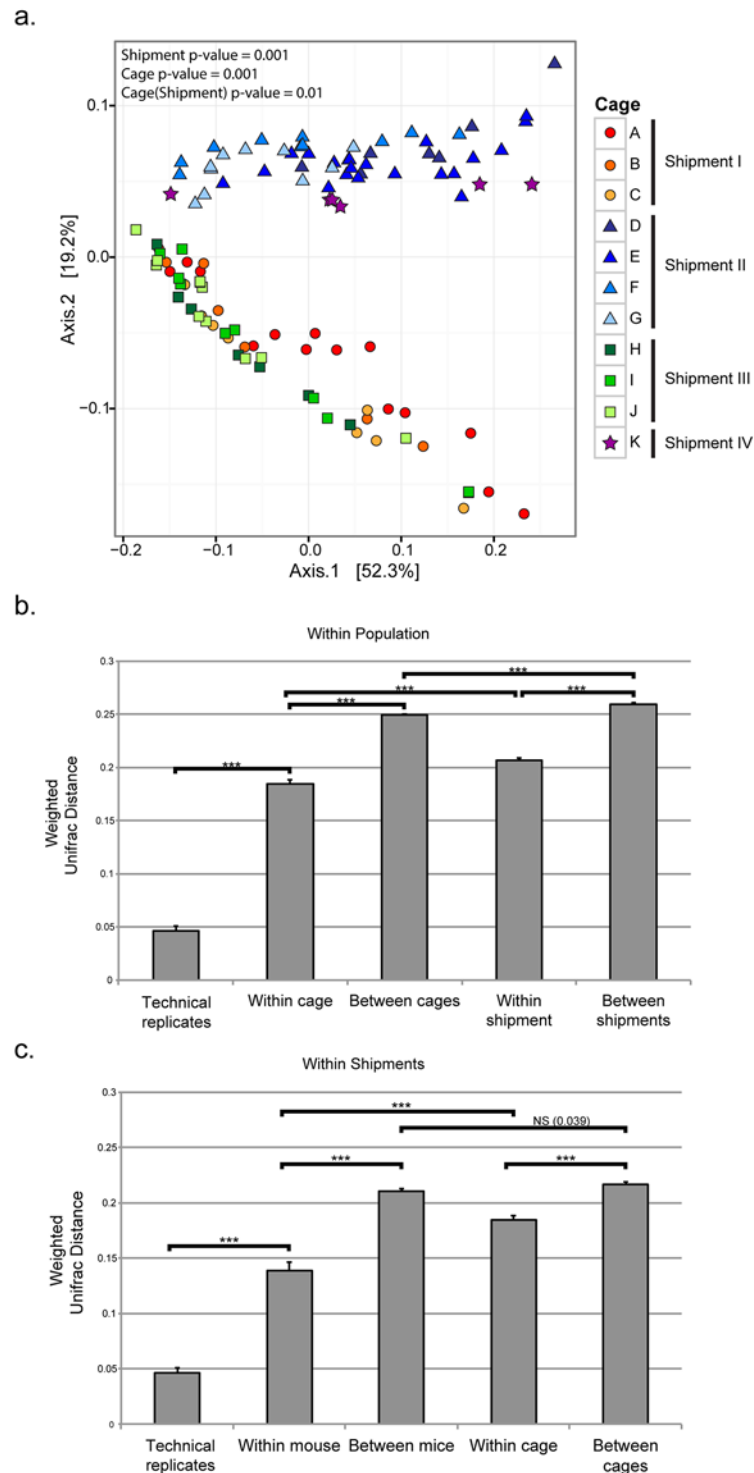 a.
Shipment p-value = 0.001
Cage p-value = 0.001
Cage(Shipment) p-value = 0.01
0.1
0.0
−0.1
Axis.2 [19.2%]
−0.2
−0.1
0.0
0.1
0.2
Axis.1 [52.3%]
Cage
A
B
C
Shipment I
D
E
F
G
Shipment II
H
I
J
Shipment III
K
Shipment IV
b.
Within Population
Weighted
Unifrac Distance
0.3
0.25
0.2
0.15
0.1
0.05
0
***
***
***
***
***
Technical
replicates
Within cage
Between cages
Within
shipment
Between
shipments
c.
Within Shipments
Weighted
Unifrac Distance
0.3
0.25
0.2
0.15
0.1
0.05
0
***
NS (0.039)
***
***
***
Technical
replicates
Within mouse
Between mice
Within cage
Between
cages